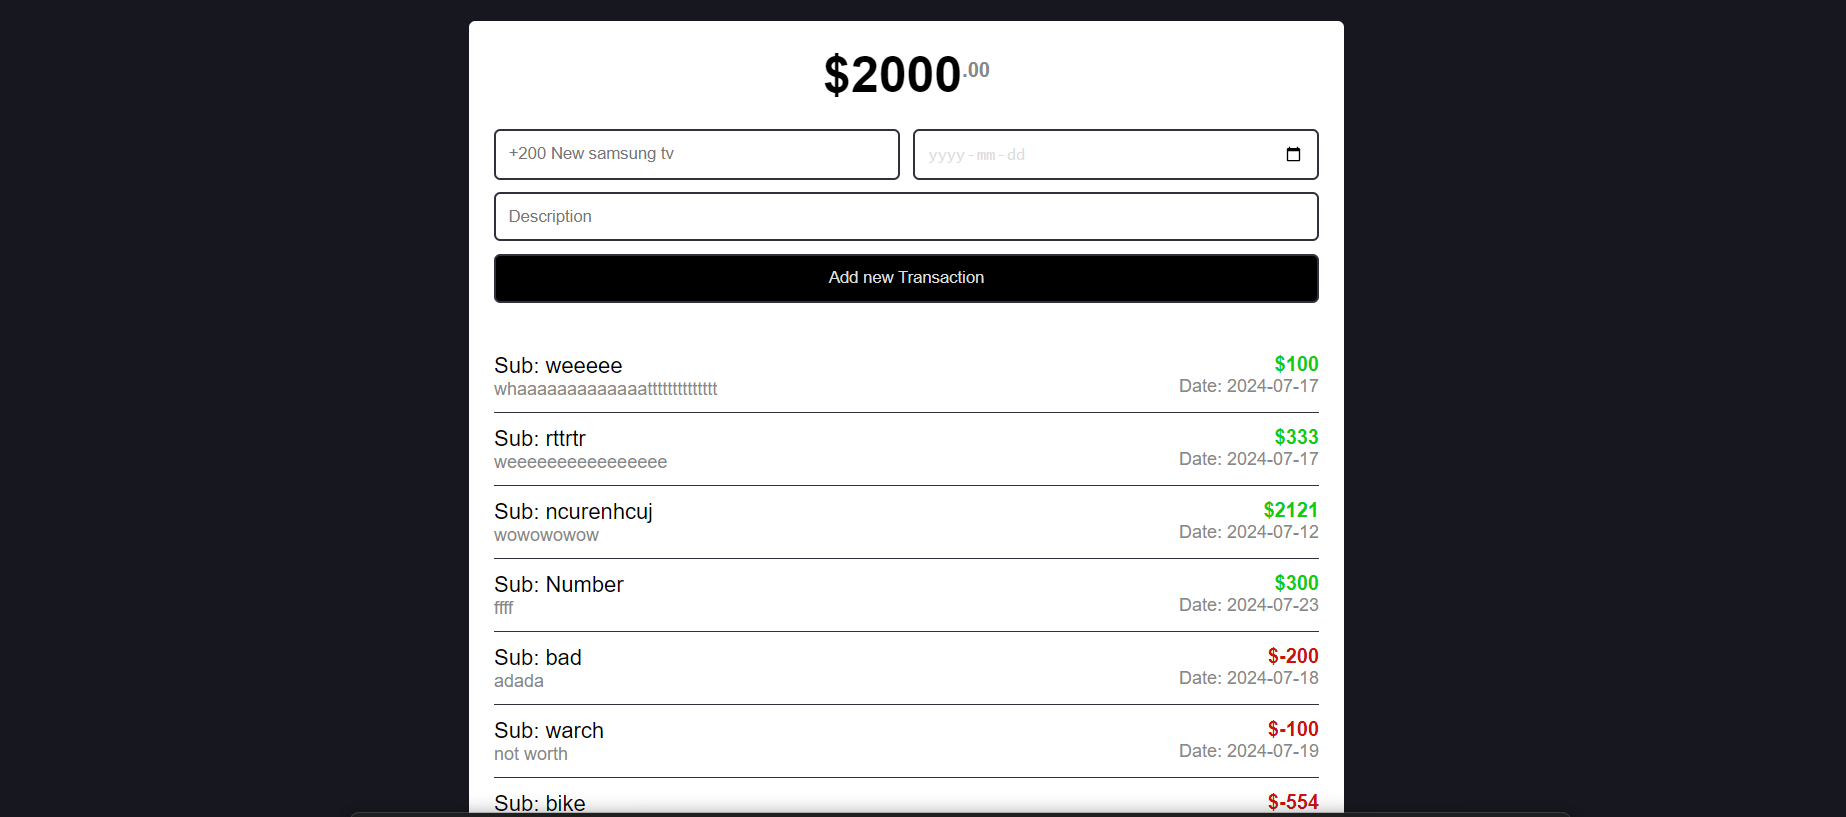 $2000.00
+200 New samsung tv
yyyy-mm-dd
Description
Add new Transaction
Sub: weeeee
$100
whaaaaaaaaaaaaattttttttttttttt
Date: 2024-07-17
Sub: rttrtr
$333
weeeeeeeeeeeeeeee
Date: 2024-07-17
Sub: ncurenhcuj
$2121
wowowowow
Date: 2024-07-12
Sub: Number
$300
ffff
Date: 2024-07-23
Sub: bad
$-200
adada
Date: 2024-07-18
Sub: warch
$-100
not worth
Date: 2024-07-19
Sub: bike
$-554